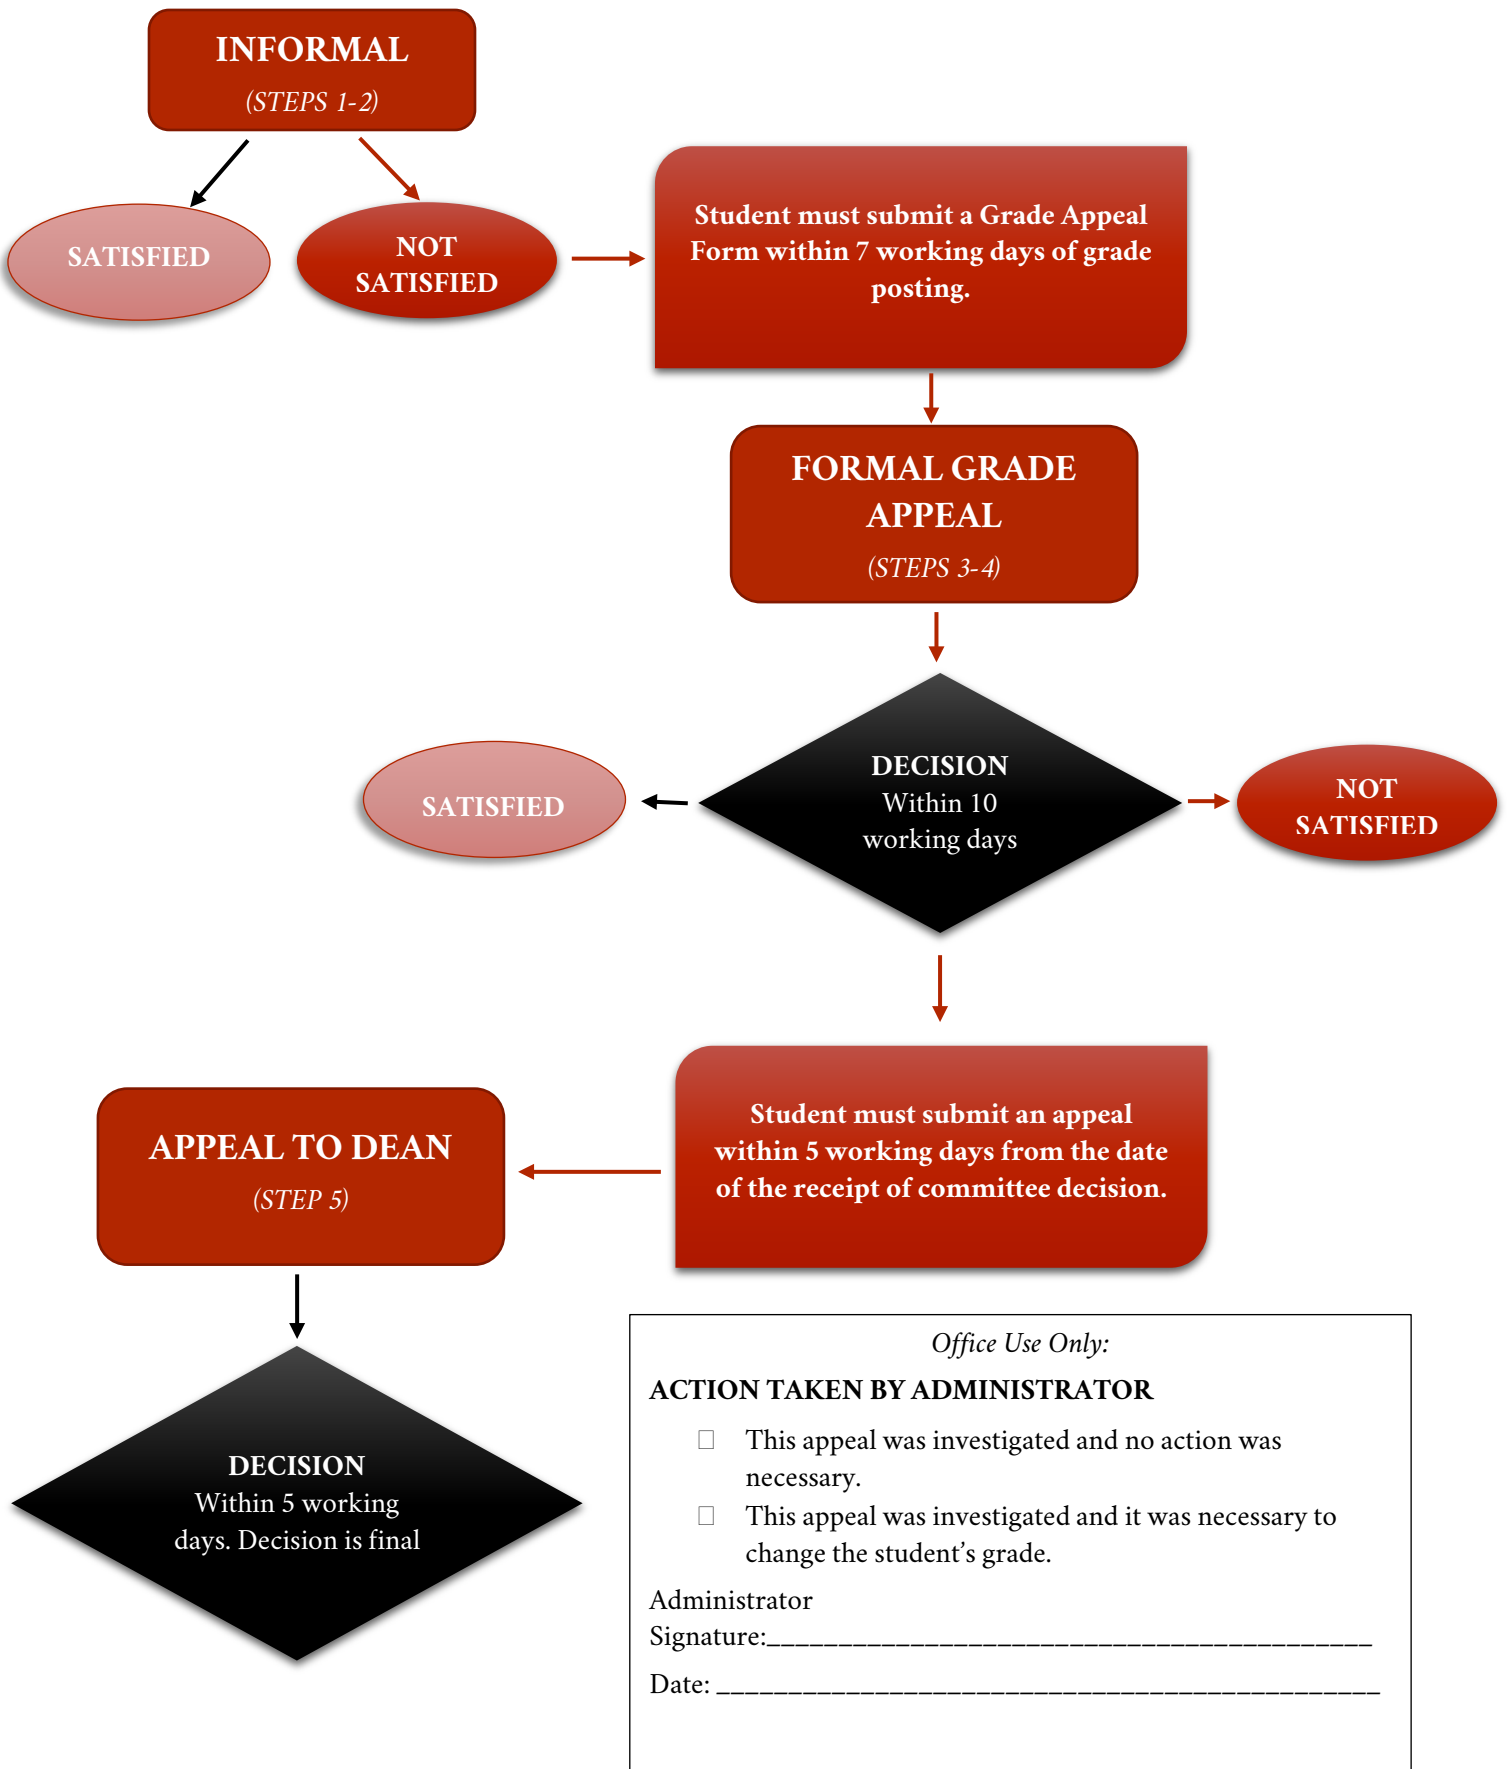 INFORMAL
(STEPS 1-2)
SATISFIED
NOT
SATISFIED
Student must submit a Grade Appeal
Form within 7 working days of grade
posting.
FORMAL GRADE
APPEAL
(STEPS 3-4)
DECISION
Within 10
working days
SATISFIED
NOT
SATISFIED
Student must submit an appeal
within 5 working days from the date
of the receipt of committee decision.
APPEAL TO DEAN
(STEP 5)
DECISION
Within 5 working
days. Decision is final
Office Use Only:
ACTION TAKEN BY ADMINISTRATOR
☐ This appeal was investigated and no action was
necessary.
☐ This appeal was investigated and it was necessary to
change the student’s grade.
Administrator
Signature:__________________________________________
Date: ______________________________________________